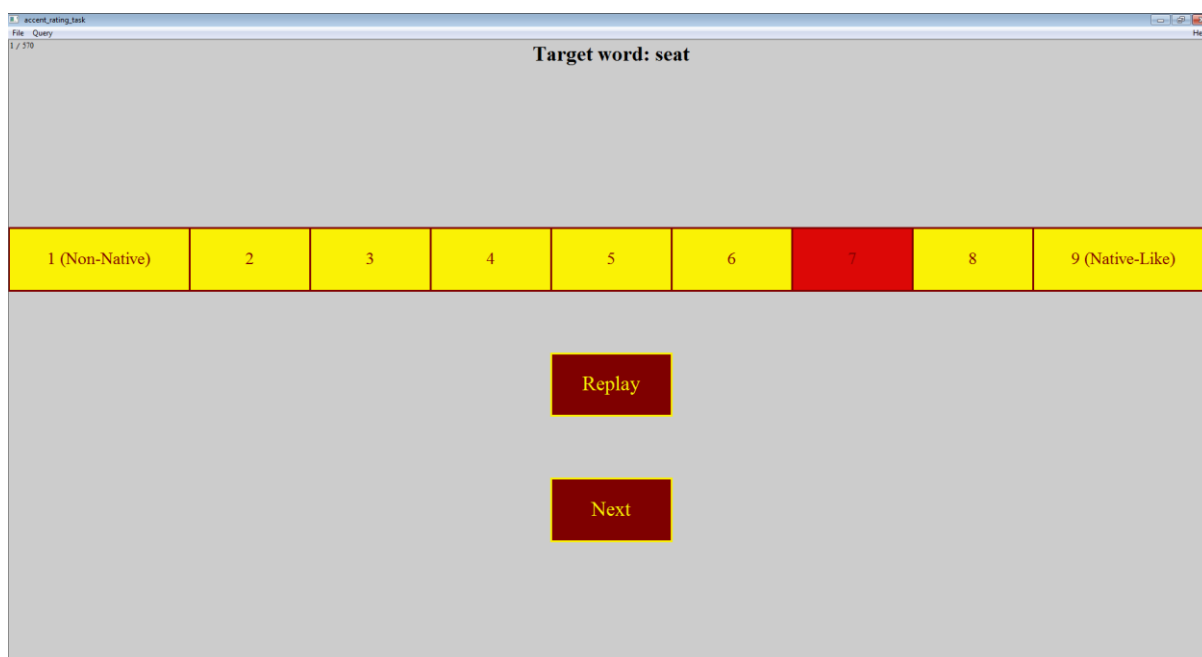 accent_rating_task
File Query He
1 / 570
Target word: seat
1 (Non-Native) 2 3 4 5 6 7 8 9 (Native-Like)
Replay
Next